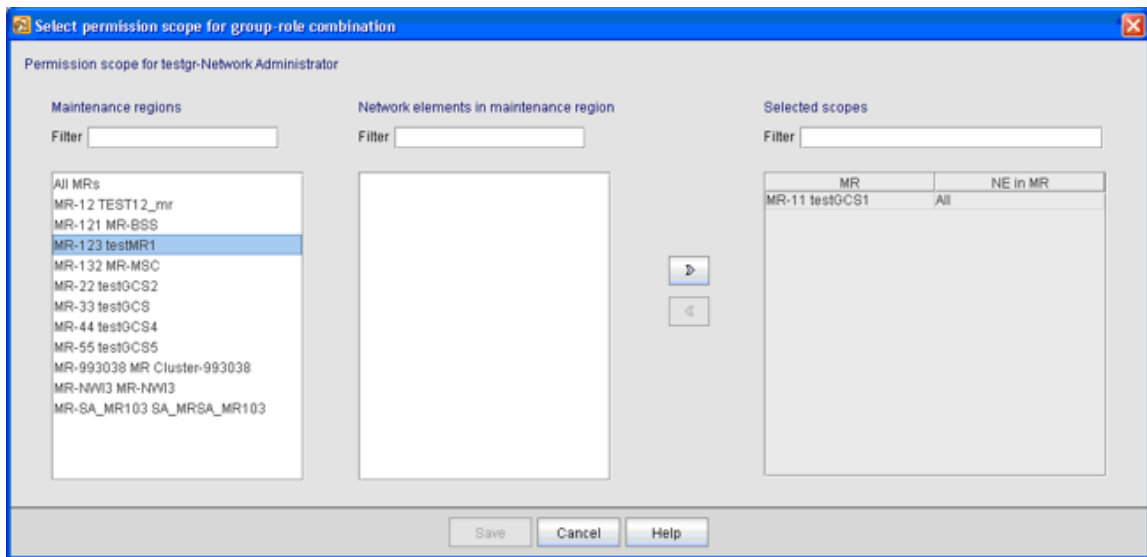 Select permission scope for group-role combination
Permission scope for testgr-Network Administrator
Maintenance regions
Filter
All MRs
MR-12 TEST12_mr
MR-121 MR-BSS
MR-123 testMR1
MR-132 MR-MSC
MR-22 testGCS2
MR-33 testGCS
MR-44 testGCS4
MR-55 testGCS5
MR-993038 MR Cluster-993038
MR-NWI3 MR-NWI3
MR-SA_MR103 SA_MRSA_MR103
Network elements in maintenance region
Filter
Selected scopes
Filter
MR NE in MR
MR-11 testGCS1 All
Save Cancel Help